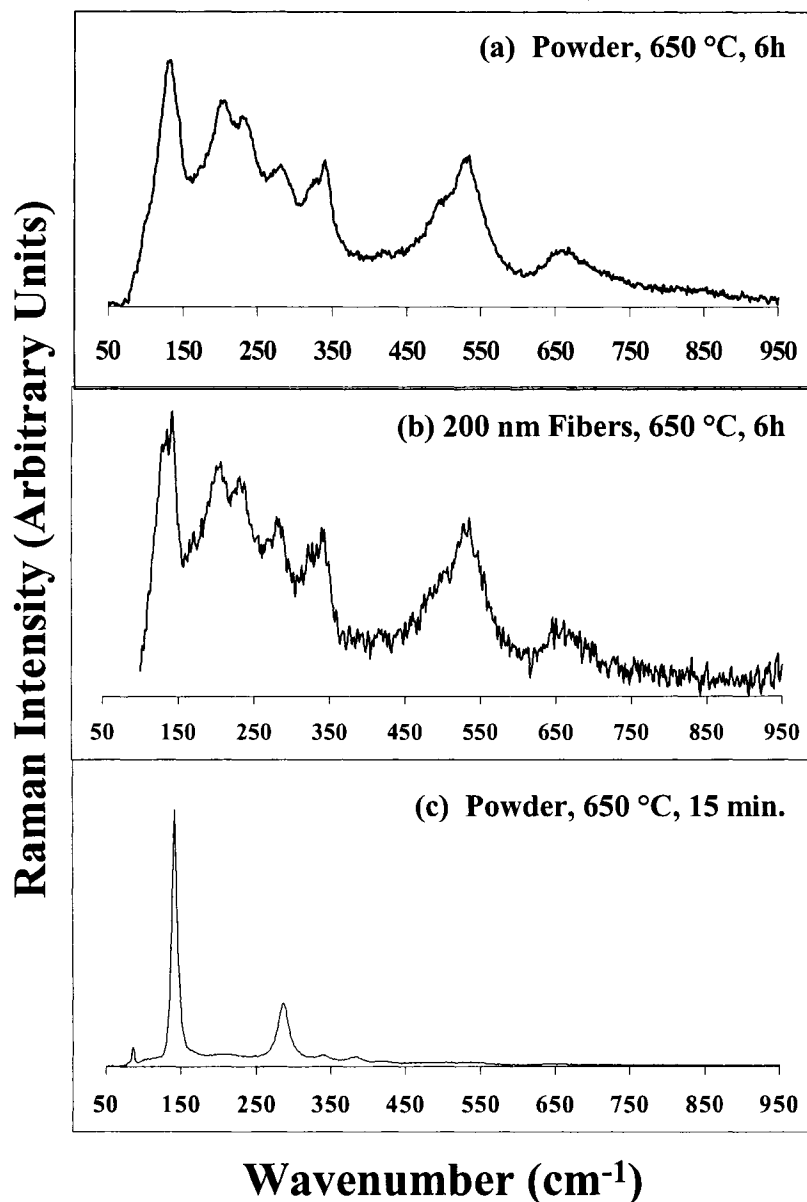 Raman Intensity (Arbitrary Units)
(a) Powder, 650 °C, 6h
50 150 250 350 450 550 650 750 850 950
(b) 200 nm Fibers, 650 °C, 6h
50 150 250 350 450 550 650 750 850 950
(c) Powder, 650 °C, 15 min.
50 150 250 350 450 550 650 750 850 950
Wavenumber (cm-1)